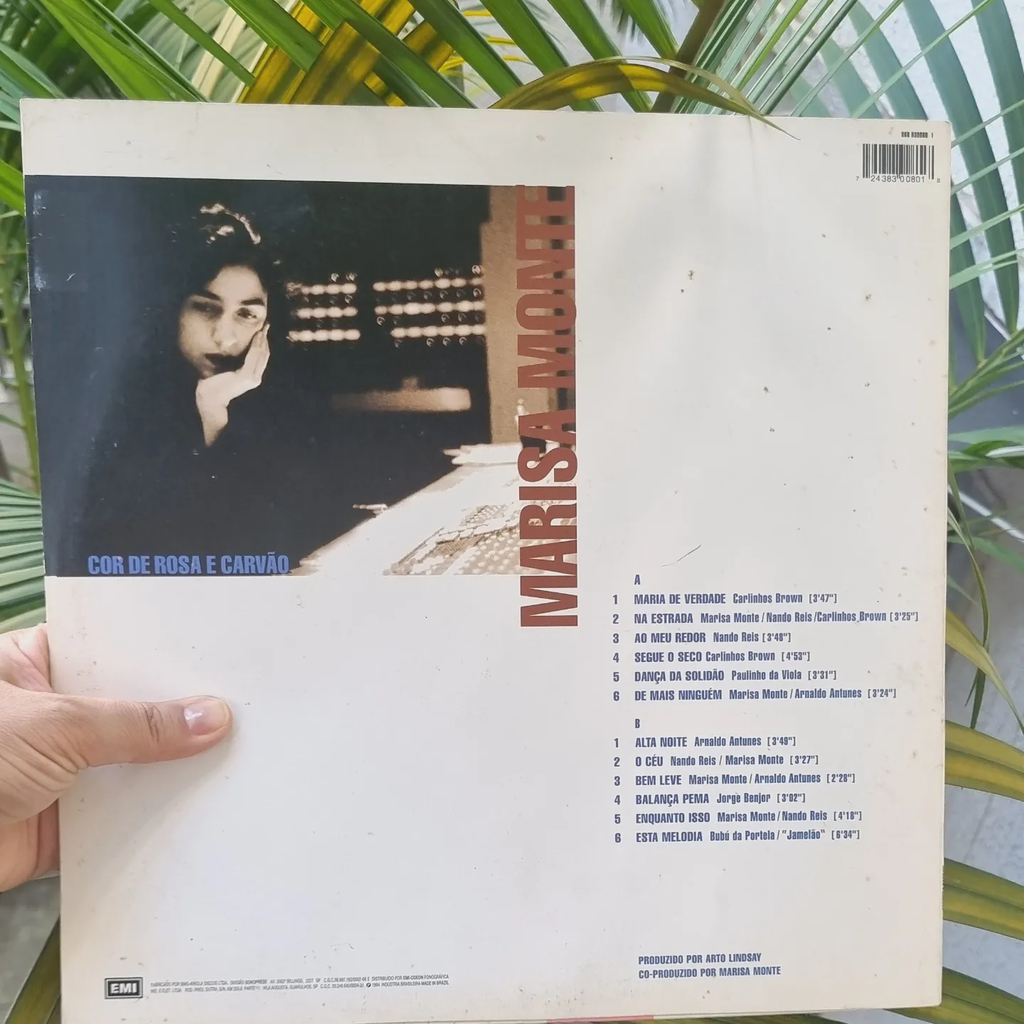 7 24383 00801
MARISA MONTE
COR DE ROSA E CARVÃO
A
1 MARIA DE VERDADE Carlinhos Brown [3'47"]
2 NA ESTRADA Marisa Monte / Nando Reis / Carlinhos Brown [3'25"]
3 AO MEU REDOR Nando Reis [3'48"]
4 SEGUE O SECO Carlinhos Brown [4'53"]
5 DANÇA DA SOLIDÃO Paulinho da Viola [3'31"]
6 DE MAIS NINGUÉM Marisa Monte / Arnaldo Antunes [3'24"]
B
1 ALTA NOITE Arnaldo Antunes [3'49"]
2 O CÉU Nando Reis / Marisa Monte [3'27"]
3 BEM LEVE Marisa Monte / Arnaldo Antunes [2'28"]
4 BALANÇA PEMA Jorge Benjor [3'02"]
5 ENQUANTO ISSO Marisa Monte / Nando Reis [4'18"]
6 ESTA MELODIA Bubú da Portela / "Jamelão" [6'34"]
PRODUZIDO POR ARTO LINDSAY
CO-PRODUZIDO POR MARISA MONTE
EMI